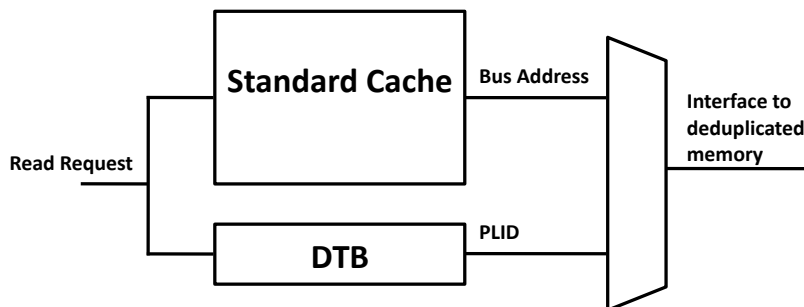 Standard Cache
Bus Address
Interface to
deduplicated
memory
Read Request
PLID
DTB